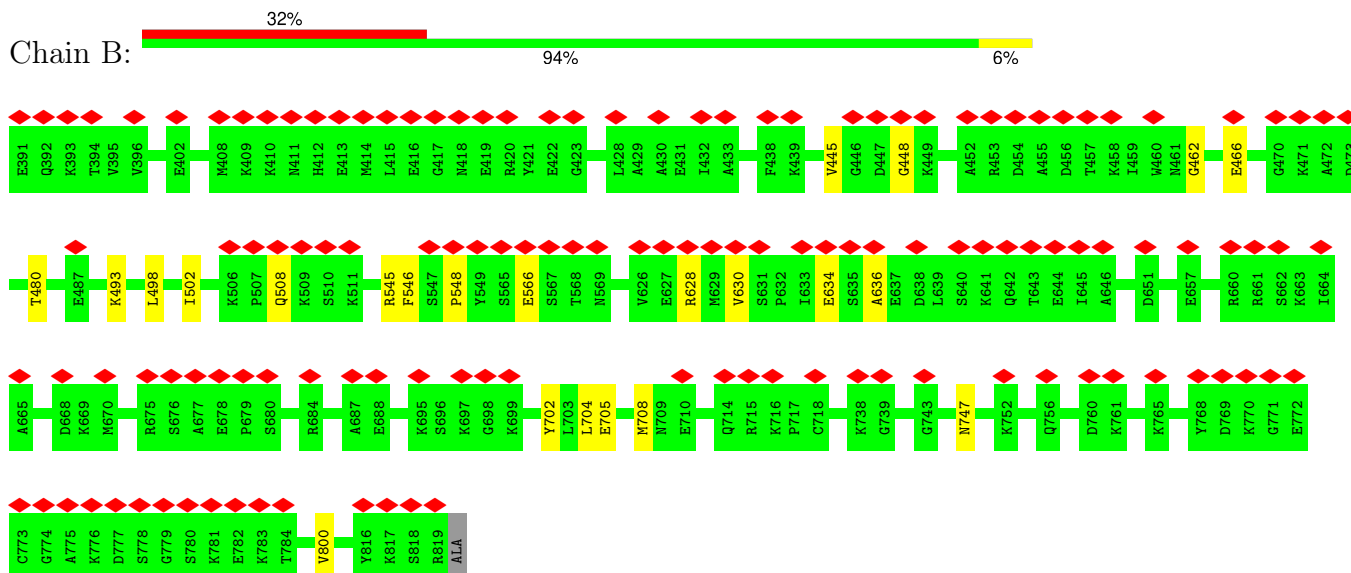 32%
Chain B:
94% 6%
E391 Q392 K393 T394 V395 V396 E402 M408 K409 K410 N411 H412 E413 M414 L415 E416 G417 N418 E419 R420 Y421 E422 G423 L428 A429 A430 E431 I432 A433 F438 K439 V445 G446 D447 G448 K449 A452 R453 D454 A455 D456 T457 K458 I459 W460 N461 G462 E466 G470 K471 A472 D473
T480 E487 K493 L498 I502 K506 P507 Q508 K509 S510 K511 R545 F546 S547 P548 Y549 S565 E566 S567 T568 N569 V626 E627 R628 M629 V630 S631 P632 I633 E634 S635 A636 E637 D638 L639 S640 K641 Q642 T643 E644 I645 A646 D651 E657 R660 R661 S662 K663 I664
A665 D668 K669 M670 R675 S676 A677 E678 P679 S680 R684 A687 E688 K695 S696 K697 G698 K699 Y702 L703 L704 E705 M708 N709 E710 Q714 R715 K716 P717 C718 K738 G739 G743 N747 K752 Q756 D760 K761 K765 Y768 D769 K770 G771 E772
C773 G774 A775 K776 D777 S778 G779 S780 K781 E782 K783 T784 V800 Y816 K817 S818 R819 ALA